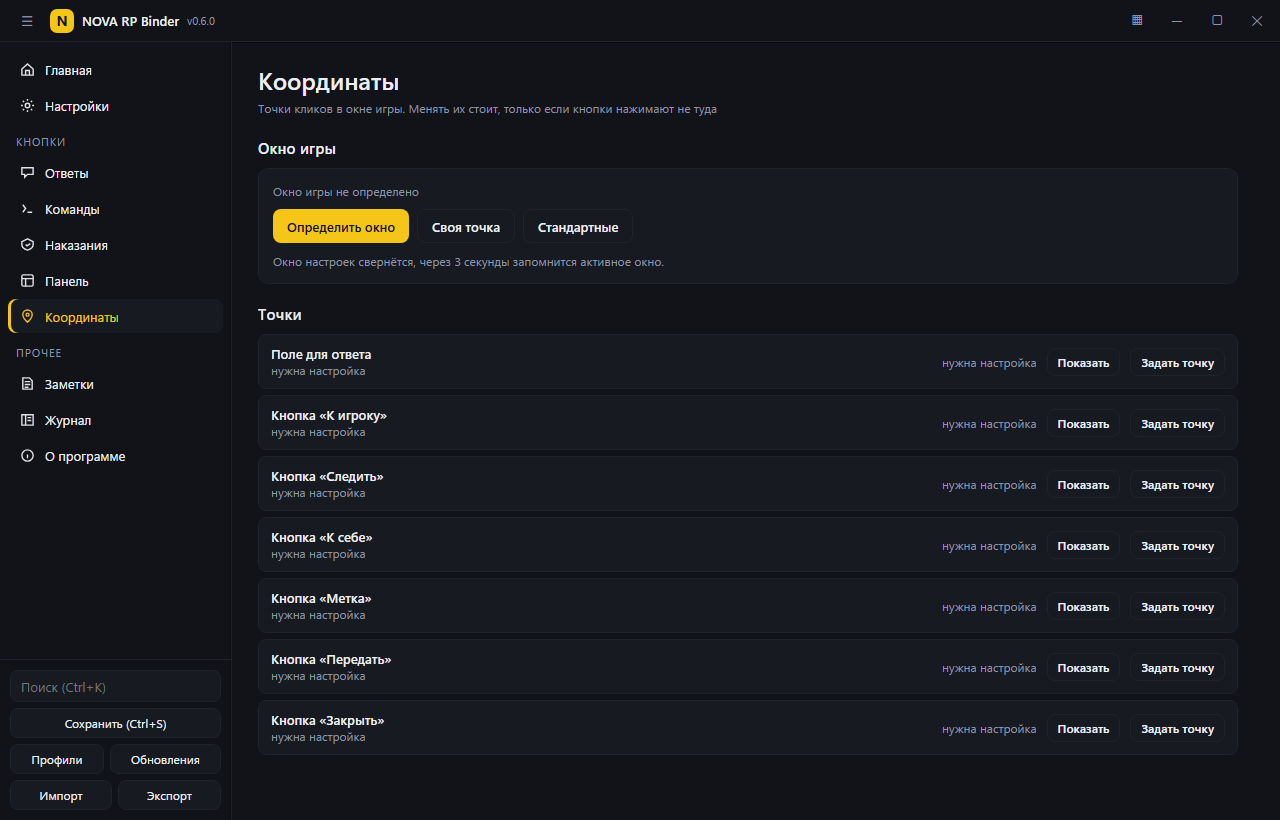 N NOVA RP Binder v0.6.0
Главная
Настройки
КНОПКИ
Ответы
Команды
Наказания
Панель
Координаты
ПРОЧЕЕ
Заметки
Журнал
О программе
Поиск (Ctrl+K)
Сохранить (Ctrl+S)
Профили Обновления
Импорт Экспорт
Координаты
Точки кликов в окне игры. Менять их стоит, только если кнопки нажимают не туда
Окно игры
Окно игры не определено
Определить окно Своя точка Стандартные
Окно настроек свернётся, через 3 секунды запомнится активное окно.
Точки
Поле для ответа
нужна настройка
нужна настройка Показать Задать точку
Кнопка «К игроку»
нужна настройка
нужна настройка Показать Задать точку
Кнопка «Следить»
нужна настройка
нужна настройка Показать Задать точку
Кнопка «К себе»
нужна настройка
нужна настройка Показать Задать точку
Кнопка «Метка»
нужна настройка
нужна настройка Показать Задать точку
Кнопка «Передать»
нужна настройка
нужна настройка Показать Задать точку
Кнопка «Закрыть»
нужна настройка
нужна настройка Показать Задать точку